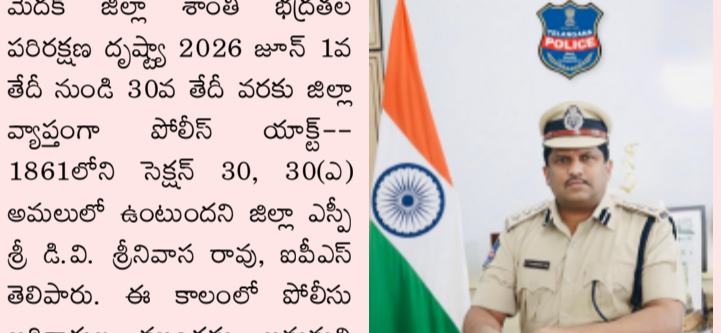 మెదక్ జిల్లా శాంతి భద్రతల
పరిరక్షణ దృష్ట్యా 2026 జూన్ 1వ
తేదీ నుండి 30వ తేదీ వరకు జిల్లా
వ్యాప్తంగా పోలీస్ యాక్ట్--
1861లోని సెక్షన్ 30, 30(ఎ)
అమలులో ఉంటుందని జిల్లా ఎస్పీ
శ్రీ డి.వి. శ్రీనివాస రావు, ఐపీఎస్
తెలిపారు. ఈ కాలంలో పోలీసు
TELANGANA
POLICE